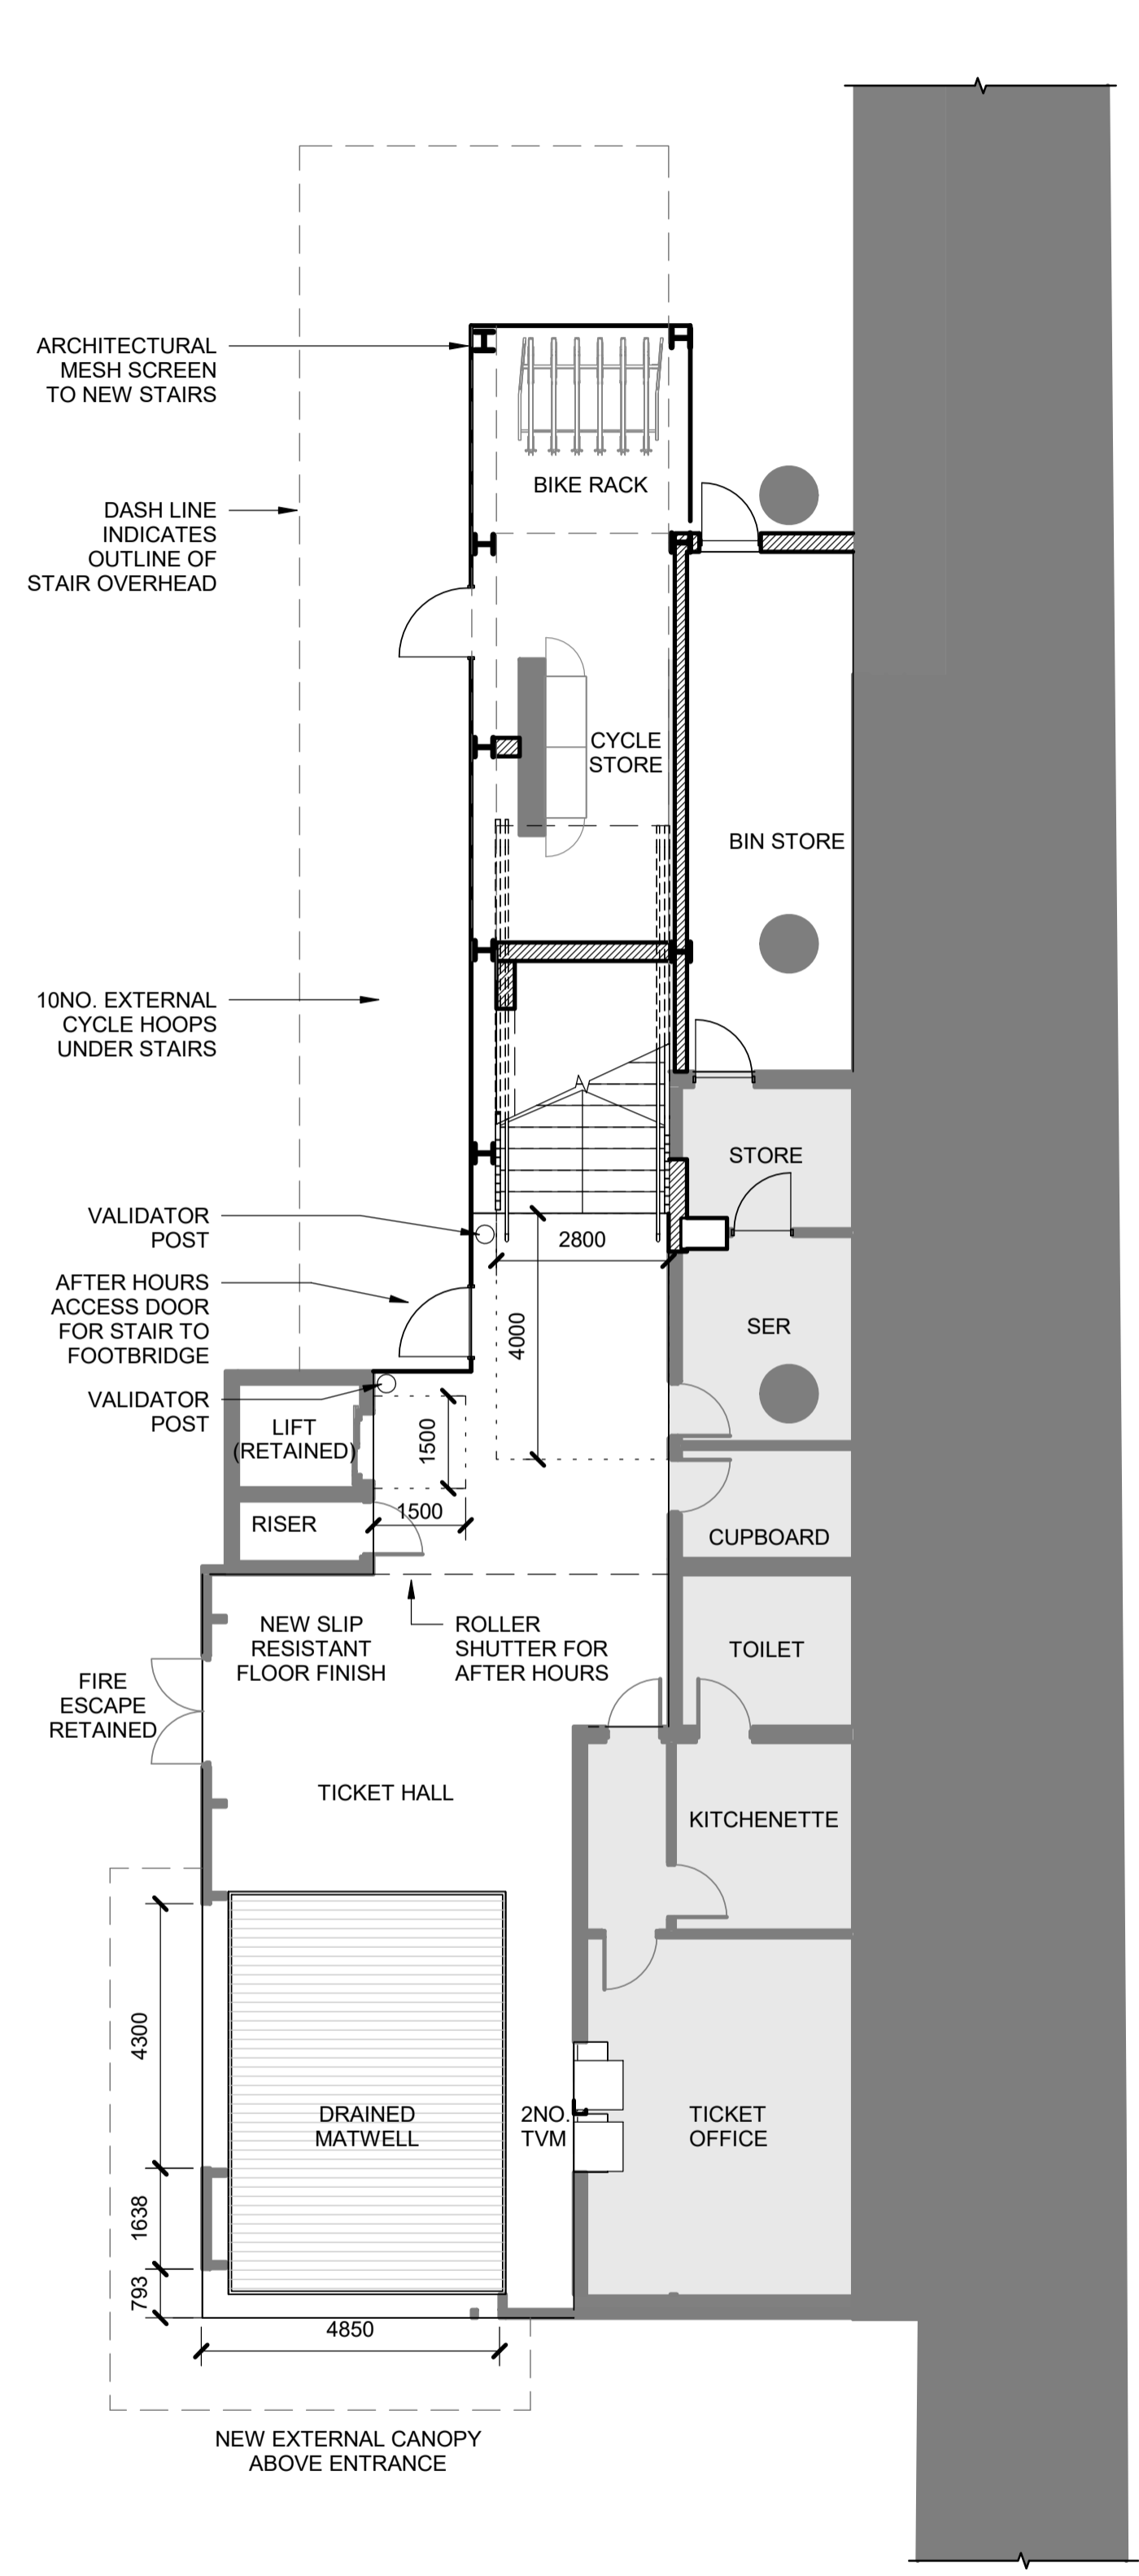 ARCHITECTURAL
MESH SCREEN
TO NEW STAIRS
BIKE RACK
DASH LINE
INDICATES
OUTLINE OF
STAIR OVERHEAD
CYCLE
STORE
BIN STORE
10NO. EXTERNAL
CYCLE HOOPS
UNDER STAIRS
STORE
VALIDATOR
POST
2800
AFTER HOURS
ACCESS DOOR
FOR STAIR TO
FOOTBRIDGE
4000
SER
VALIDATOR
POST
LIFT
(RETAINED)
1500
1500
RISER
CUPBOARD
NEW SLIP
RESISTANT
FLOOR FINISH
ROLLER
SHUTTER FOR
AFTER HOURS
TOILET
FIRE
ESCAPE
RETAINED
TICKET HALL
KITCHENETTE
4300
DRAINED
MATWELL
2NO.
TVM
TICKET
OFFICE
1638
793
4850
NEW EXTERNAL CANOPY
ABOVE ENTRANCE